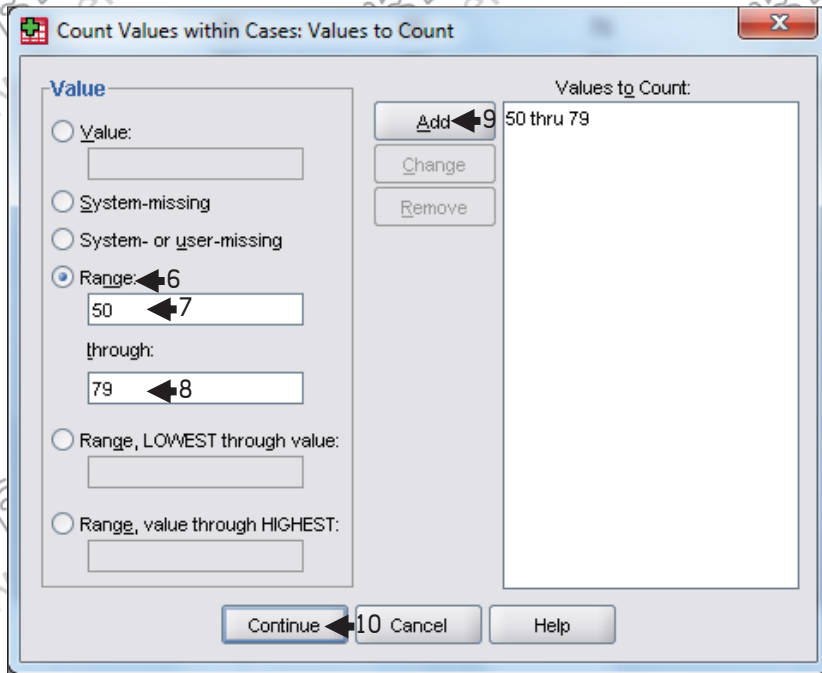 Count Values within Cases: Values to Count
Value
Value:
System-missing
System- or user-missing
Range: 6
50 7
through:
79 8
Range, LOWEST through value:
Range, value through HIGHEST:
Add 9
Change
Remove
Values to Count:
50 thru 79
Continue 10
Cancel
Help